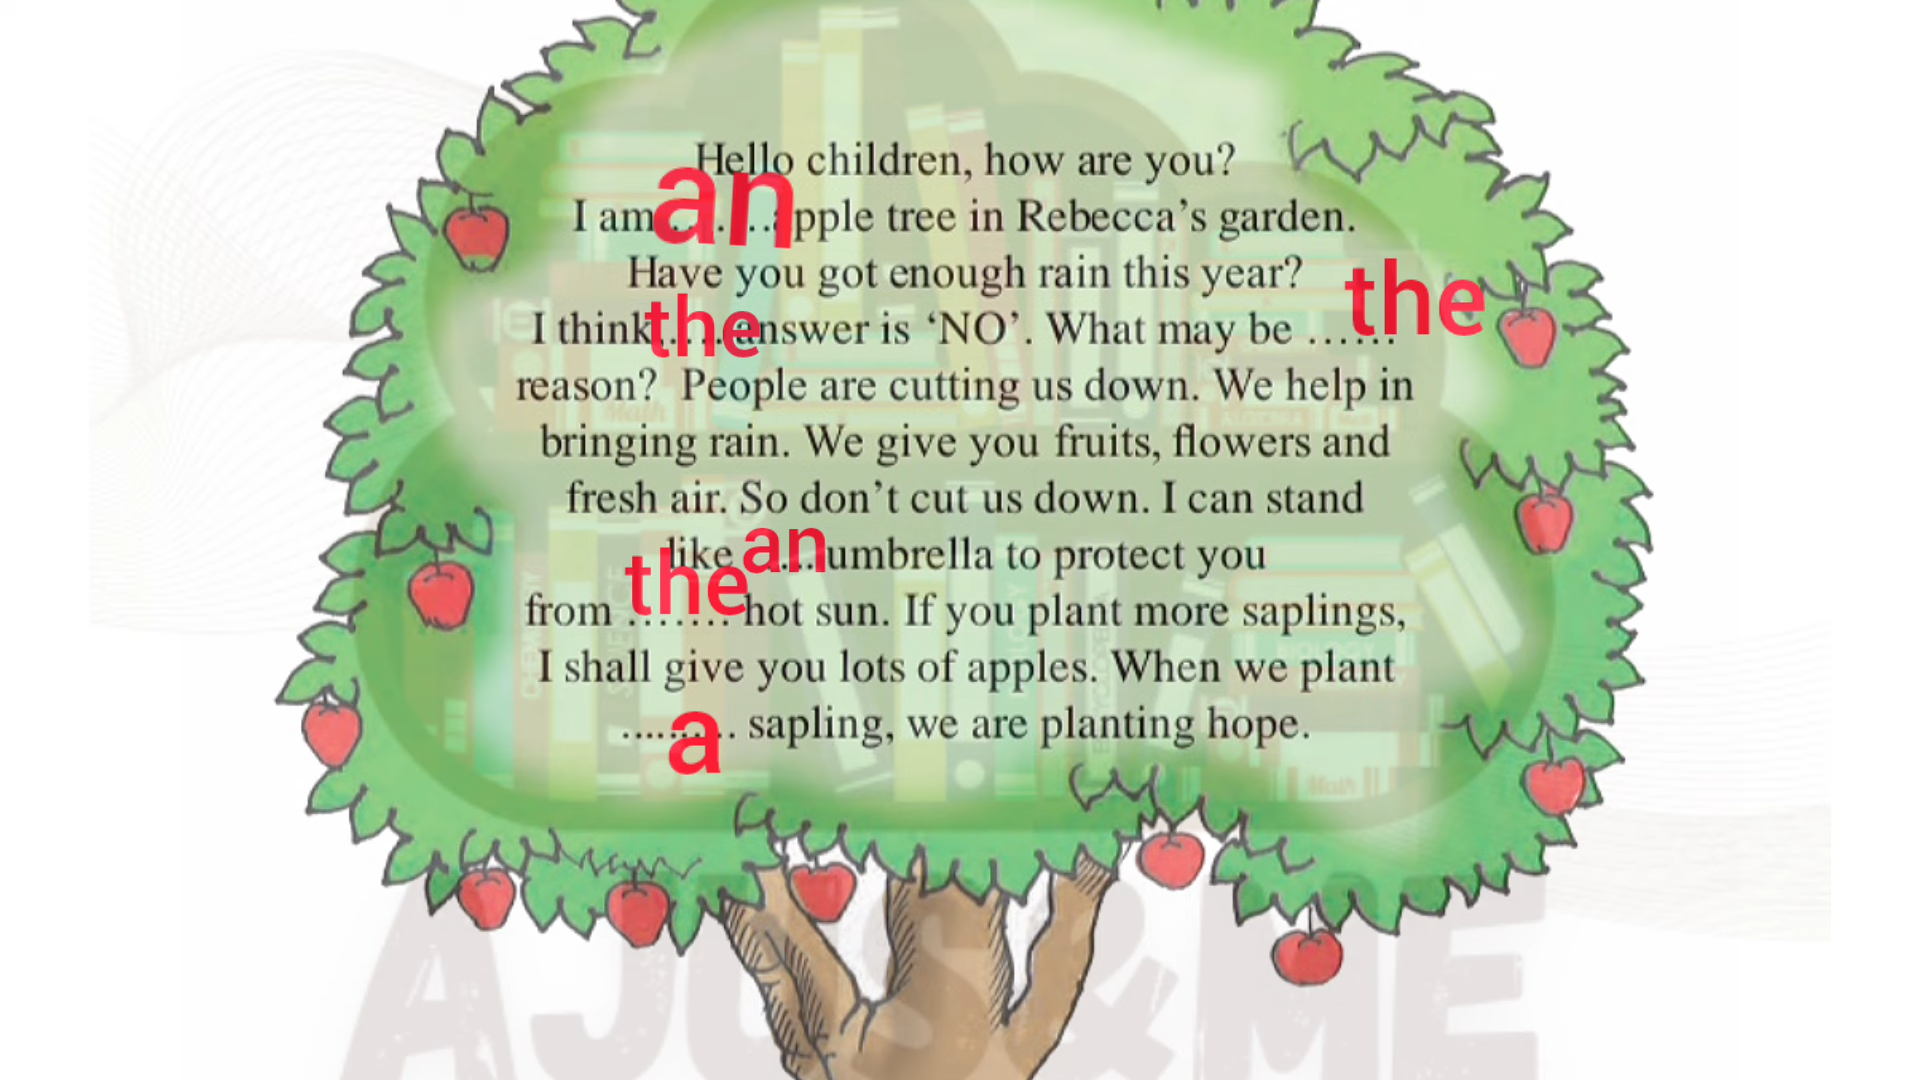 Hello children, how are you?
I am an ....... apple tree in Rebecca's garden.
Have you got enough rain this year?
I think the ..... answer is 'NO'. What may be ...... the
reason? People are cutting us down. We help in
bringing rain. We give you fruits, flowers and
fresh air. So don't cut us down. I can stand
like an ..... umbrella to protect you
from the ....... hot sun. If you plant more saplings,
I shall give you lots of apples. When we plant
a .......... sapling, we are planting hope.
AJUS&ME